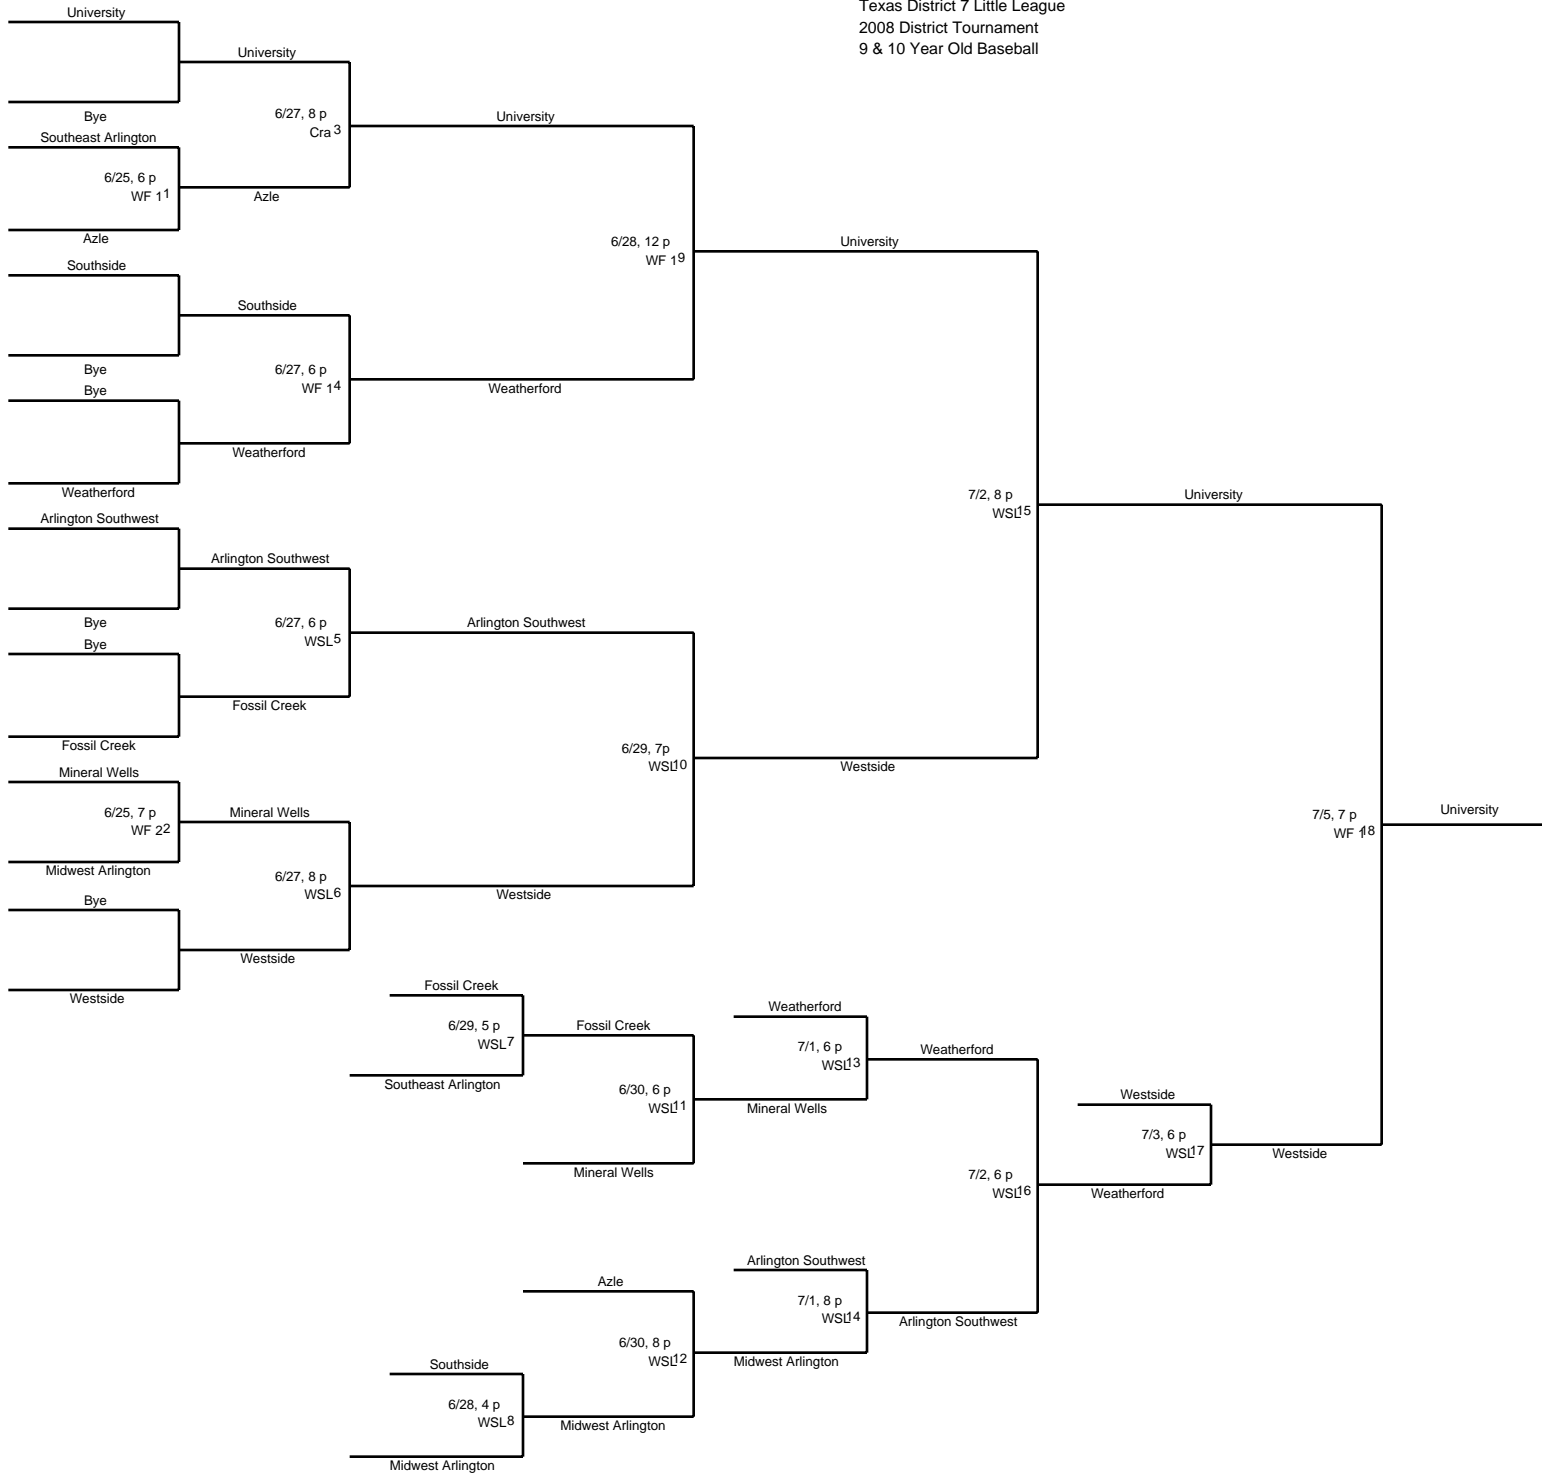 Texas District 7 Little League
2008 District Tournament
9 & 10 Year Old Baseball
University
Bye
Southeast Arlington
6/25, 6 p
WF 1 1
Azle
Southside
Bye
Bye
Weatherford
Arlington Southwest
Bye
Bye
Fossil Creek
Mineral Wells
6/25, 7 p
WF 2 2
Midwest Arlington
Bye
Westside
University
6/27, 8 p
Cra 3
Azle
Southside
6/27, 6 p
WF 1 4
Weatherford
Arlington Southwest
6/27, 6 p
WSL 5
Fossil Creek
Mineral Wells
6/27, 8 p
WSL 6
Westside
University
6/28, 12 p
WF 1 9
Weatherford
Arlington Southwest
6/29, 7p
WSL 10
Westside
University
7/2, 8 p
WSL 15
Westside
University
7/5, 7 p
WF 1 18
University
Fossil Creek
6/29, 5 p
WSL 7
Southeast Arlington
Fossil Creek
6/30, 6 p
WSL 11
Mineral Wells
Weatherford
7/1, 6 p
WSL 13
Mineral Wells
Weatherford
7/2, 6 p
WSL 16
Westside
7/3, 6 p
WSL 17
Weatherford
Westside
Azle
6/30, 8 p
WSL 12
Southside
6/28, 4 p
WSL 8
Midwest Arlington
Midwest Arlington
Arlington Southwest
7/1, 8 p
WSL 14
Midwest Arlington
Arlington Southwest